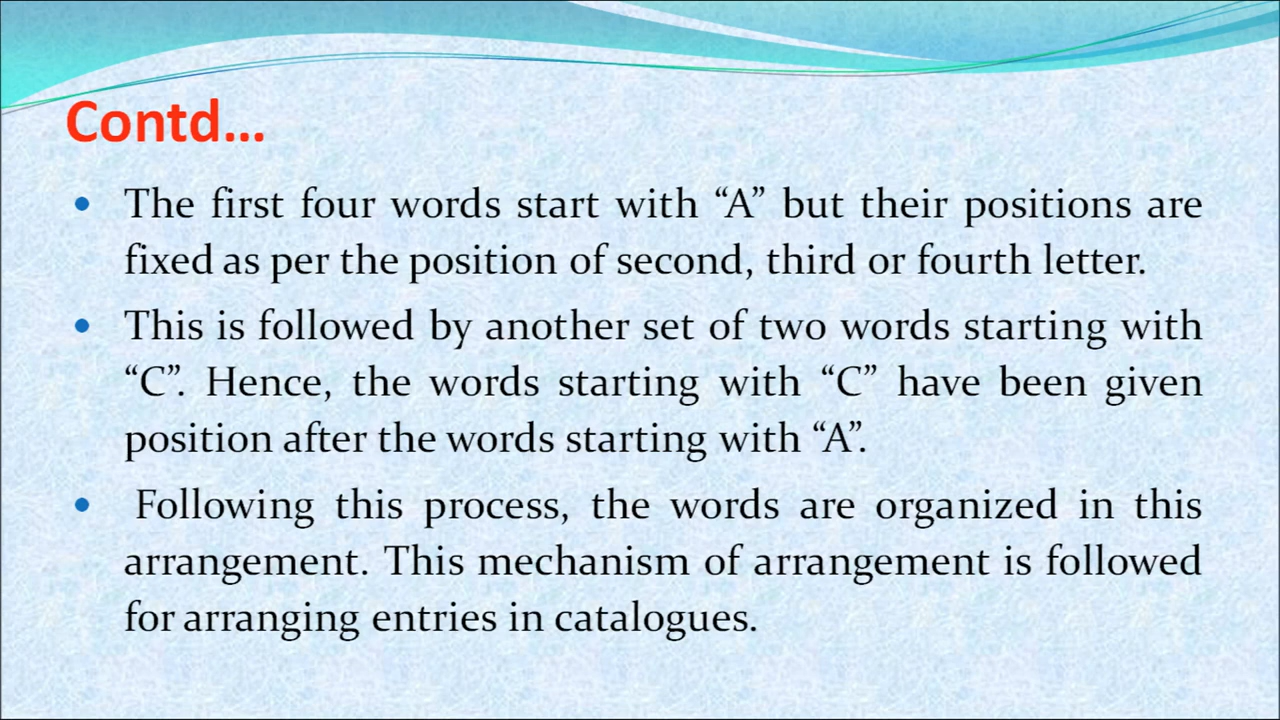 Contd...
• The first four words start with “A” but their positions are
fixed as per the position of second, third or fourth letter.
• This is followed by another set of two words starting with
“C”. Hence, the words starting with “C” have been given
position after the words starting with “A”.
• Following this process, the words are organized in this
arrangement. This mechanism of arrangement is followed
for arranging entries in catalogues.